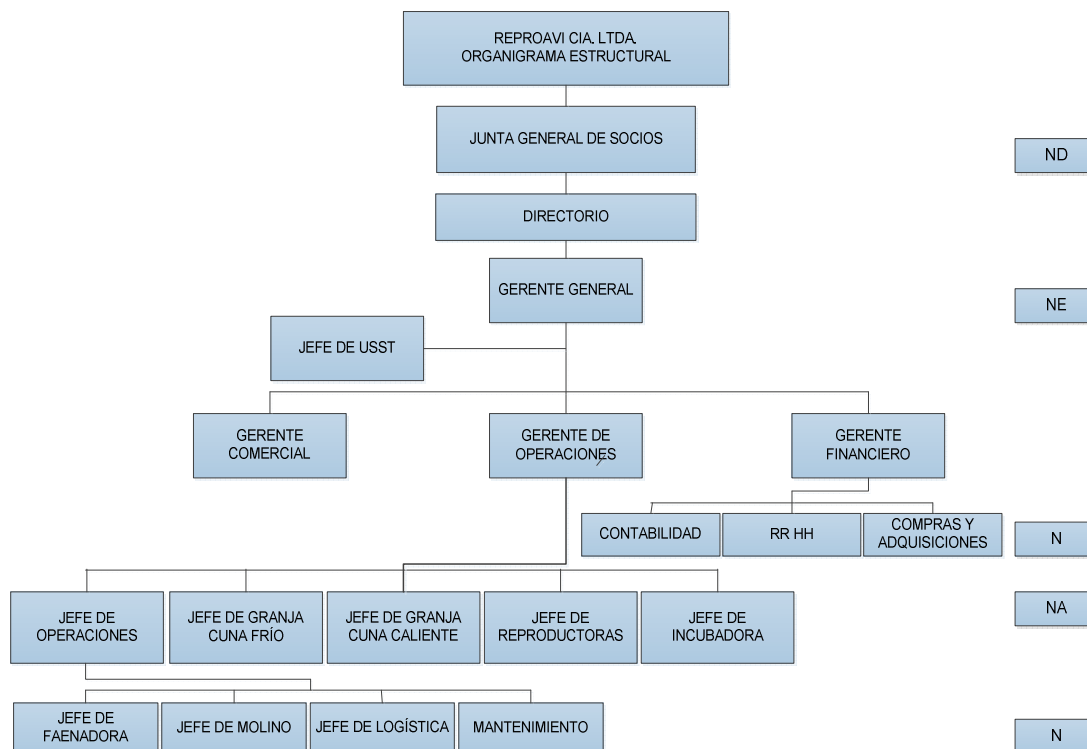 REPROAVI CIA. LTDA.
ORGANIGRAMA ESTRUCTURAL
JUNTA GENERAL DE SOCIOS
ND
DIRECTORIO
GERENTE GENERAL
NE
JEFE DE USST
GERENTE
COMERCIAL
GERENTE DE
OPERACIONES
GERENTE
FINANCIERO
CONTABILIDAD
RR HH
COMPRAS Y
ADQUISICIONES
N
JEFE DE
OPERACIONES
JEFE DE GRANJA
CUNA FRÍO
JEFE DE GRANJA
CUNA CALIENTE
JEFE DE
REPRODUCTORAS
JEFE DE
INCUBADORA
NA
JEFE DE
FAENADORA
JEFE DE MOLINO
JEFE DE LOGÍSTICA
MANTENIMIENTO
N